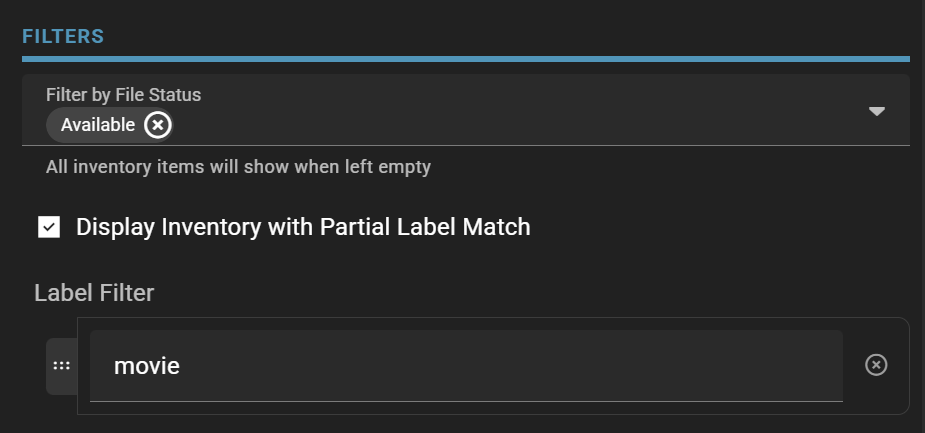 FILTERS
Filter by File Status
Available
All inventory items will show when left empty
Display Inventory with Partial Label Match
Label Filter
movie